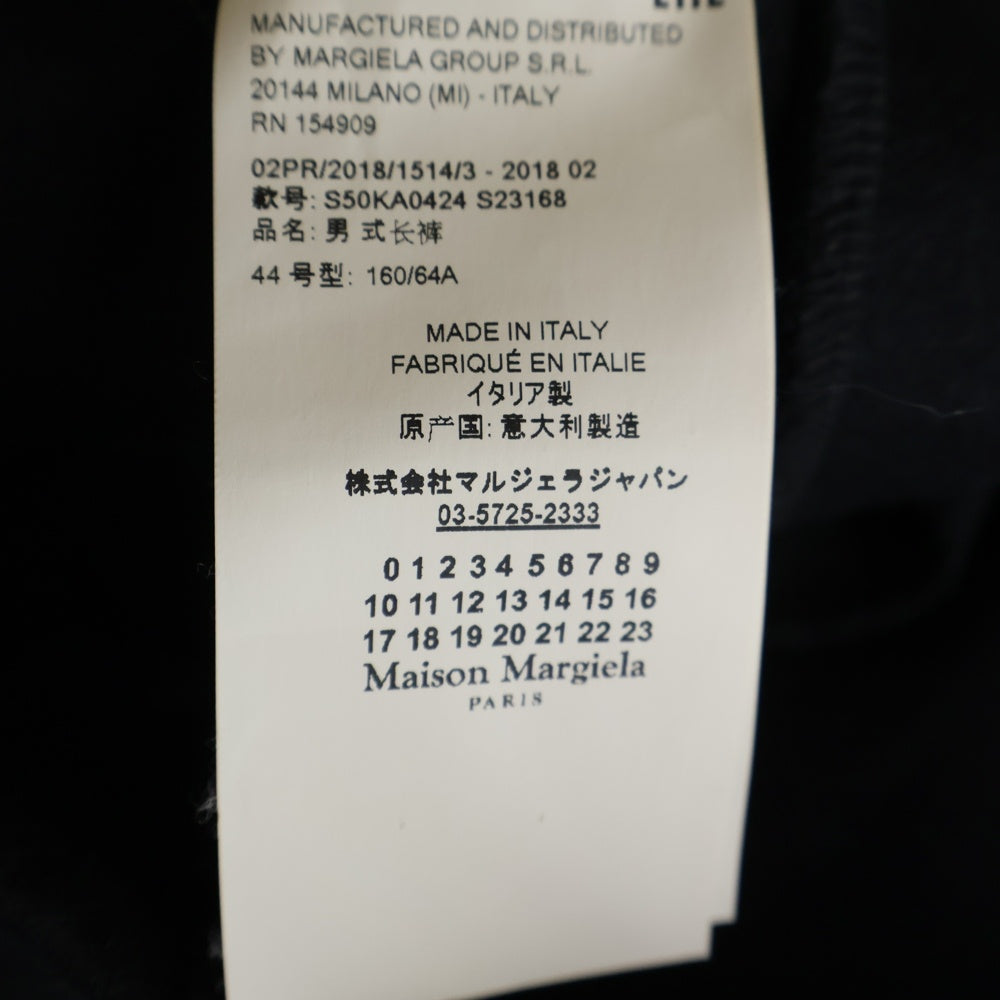 MANUFACTURED AND DISTRIBUTED
BY MARGIELA GROUP S.R.L.
20144 MILANO (MI) - ITALY
RN 154909
02PR/2018/1514/3 - 2018 02
款号: S50KA0424 S23168
品名: 男 式长裤
44 号型: 160/64A
MADE IN ITALY
FABRIQUÉ EN ITALIE
イタリア製
原产国: 意大利製造
株式会社マルジェラジャパン
03-5725-2333
0 1 2 3 4 5 6 7 8 9
10 11 12 13 14 15 16
17 18 19 20 21 22 23
Maison Margiela
PARIS